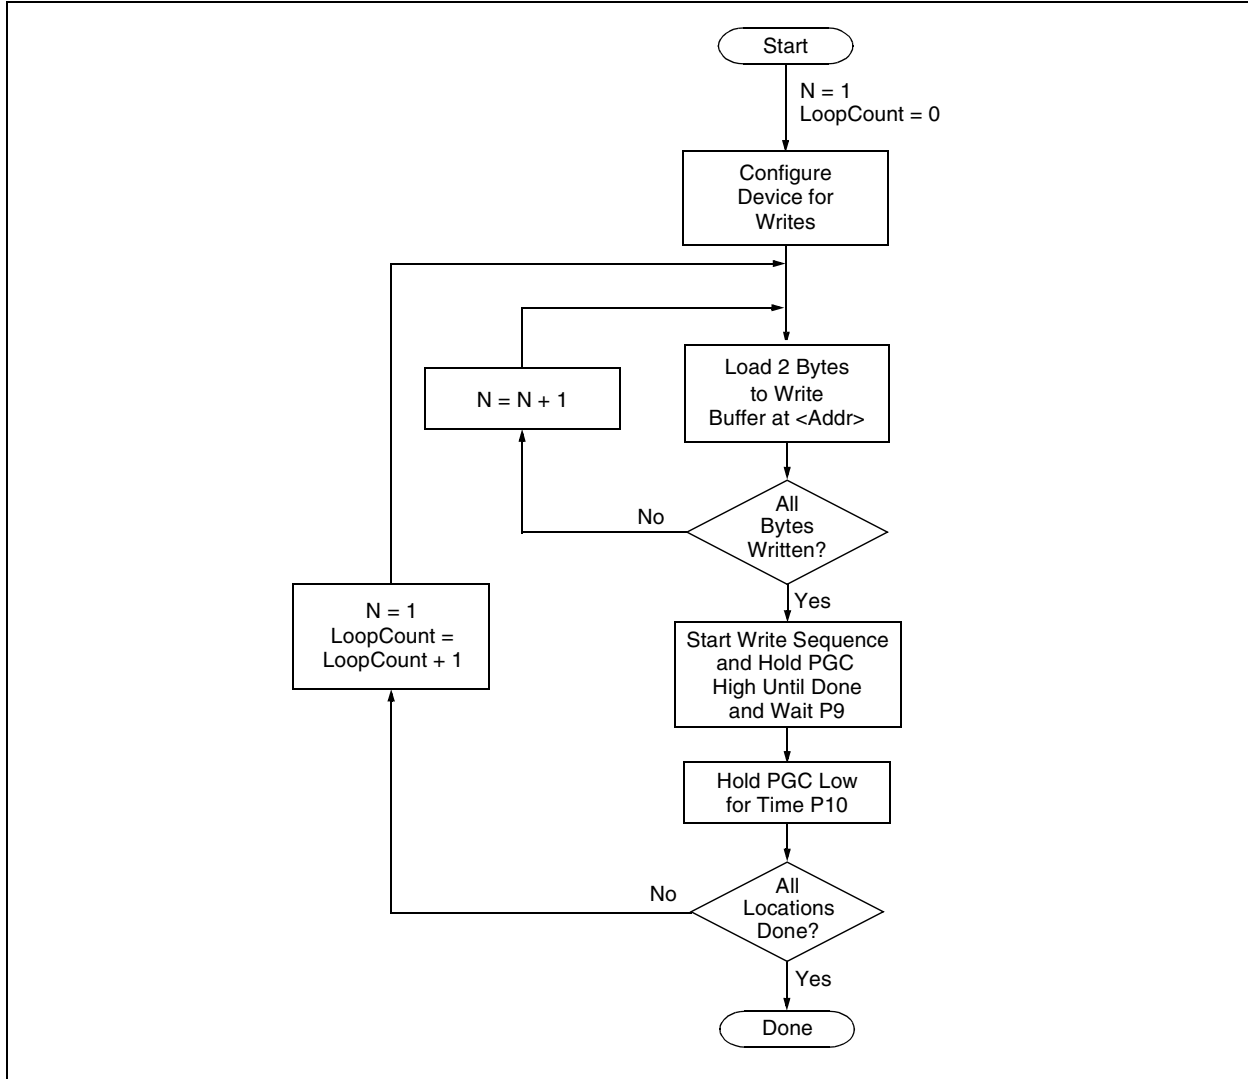 Start
N = 1
LoopCount = 0
Configure
Device for
Writes
Load 2 Bytes
to Write
Buffer at <Addr>
N = N + 1
All
Bytes
Written?
No
Yes
N = 1
LoopCount =
LoopCount + 1
Start Write Sequence
and Hold PGC
High Until Done
and Wait P9
Hold PGC Low
for Time P10
All
Locations
Done?
No
Yes
Done